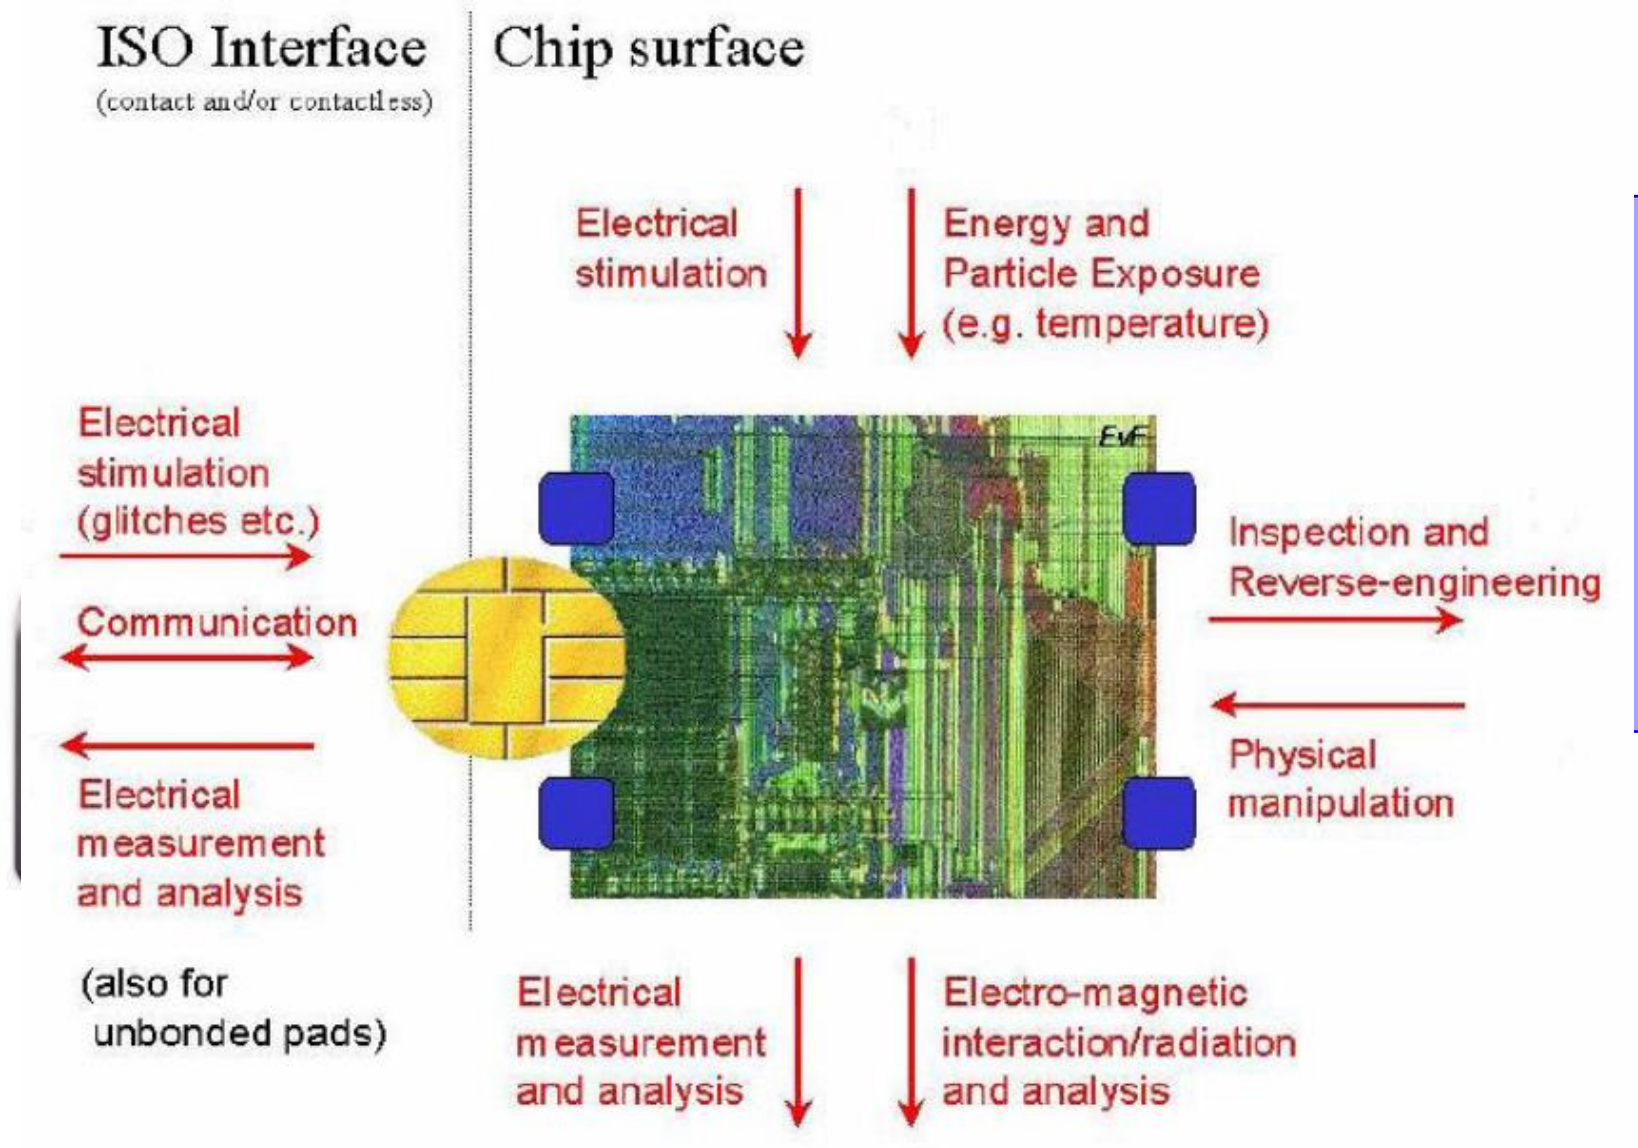 ISO Interface
(contact and/or contactless)
Chip surface
Electrical
stimulation
Energy and
Particle Exposure
(e.g. temperature)
Electrical
stimulation
(glitches etc.)
Communication
Electrical
measurement
and analysis
(also for
unbonded pads)
EvF
Inspection and
Reverse-engineering
Physical
manipulation
Electrical
measurement
and analysis
Electro-magnetic
interaction/radiation
and analysis